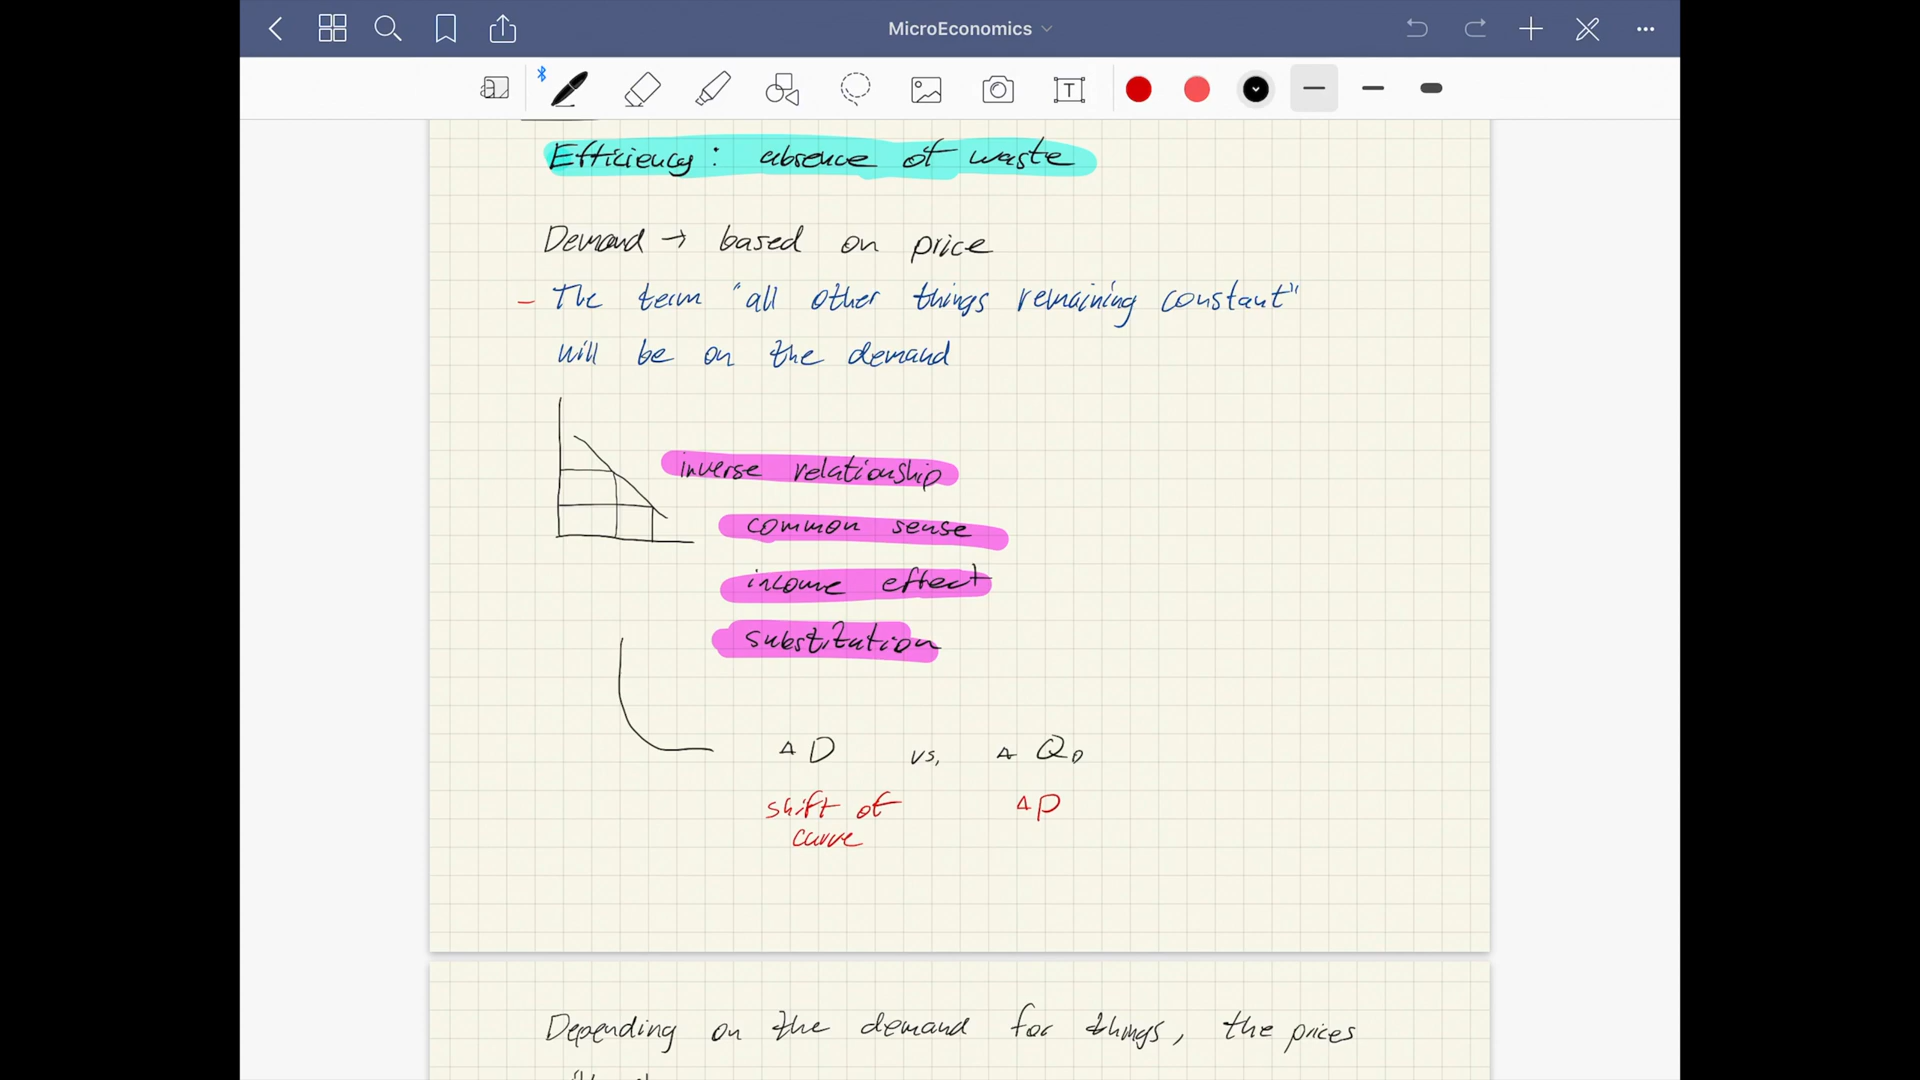 MicroEconomics
T
Efficiency: absence of waste
Demand → based on price
- The term "all other things remaining constant"
will be on the demand
inverse relationship
common sense
income effect
substitution
Δ D vs. Δ QD
shift of ΔP
curve
Depending on the demand for things, the prices